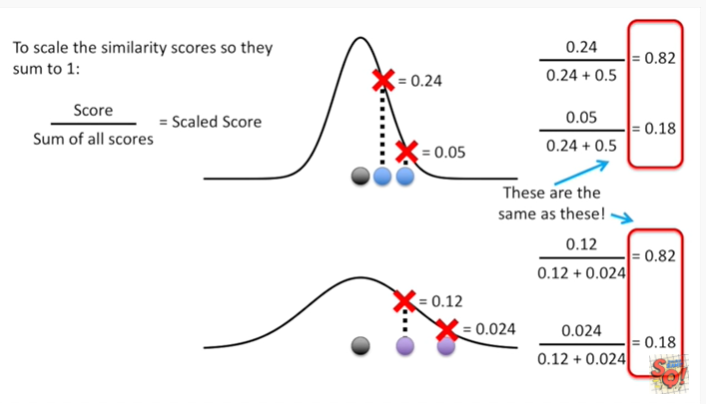 To scale the similarity scores so they
sum to 1:
Score
Sum of all scores
= Scaled Score
= 0.24
= 0.05
0.24
0.24 + 0.5
= 0.82
0.05
0.24 + 0.5
= 0.18
These are the
same as these!
= 0.12
= 0.024
0.12
0.12 + 0.024
= 0.82
0.024
0.12 + 0.024
= 0.18